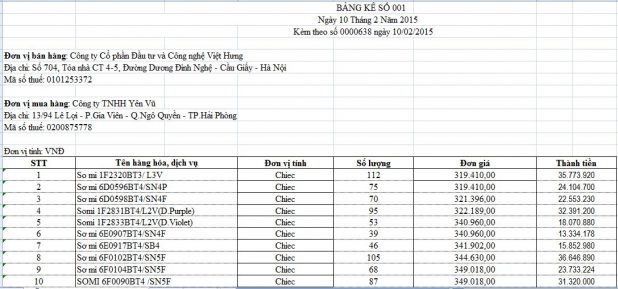 BẢNG KÊ SỐ 001
Ngày 10 Tháng 2 Năm 2015
Kèm theo số 0000638 ngày 10/02/2015
Đơn vị bán hàng: Công ty Cổ phần Đầu tư và Công nghệ Việt Hưng
Địa chỉ: Số 704, Tòa nhà CT 4-5, Đường Dương Đình Nghệ - Cầu Giấy - Hà Nội
Mã số thuế: 0101253372
Đơn vị mua hàng: Công ty TNHH Yên Vũ
Địa chỉ: 13/94 Lê Lợi - P.Gia Viên - Q.Ngô Quyền - TP.Hải Phòng
Mã số thuế: 0200875778
Đơn vị tính: VNĐ
STT Tên hàng hóa, dịch vụ Đơn vị tính Số lượng Đơn giá Thành tiền
1 Sơ mi 1F2320BT3/ L3V Chiec 112 319.410,00 35.773.920
2 Sơ mi 6D0596BT4/SN4P Chiec 75 319.410,00 24.104.700
3 Sơ mi 6D0598BT4/SN4F Chiec 70 321.396,00 22.553.230
4 Somi 1F2831BT4/L2V(D.Purple) Chiec 95 322.189,00 32.391.200
5 Somi 1F2833BT4/L2V(D.Violet) Chiec 53 340.960,00 18.070.880
6 Sơ mi 6E0907BT4/SN4F Chiec 39 340.960,00 13.334.178
7 Sơ mi 6E0917BT4/SB4 Chiec 46 341.902,00 15.852.980
8 Sơ mi 6F0102BT4/SN5F Chiec 105 344.630,00 36.646.890
9 Sơ mi 6F0104BT4/SN5F Chiec 68 349.018,00 23.733.224
10 SOMI 6F0090BT4 /SN5F Chiec 87 349.018,00 31.320.000